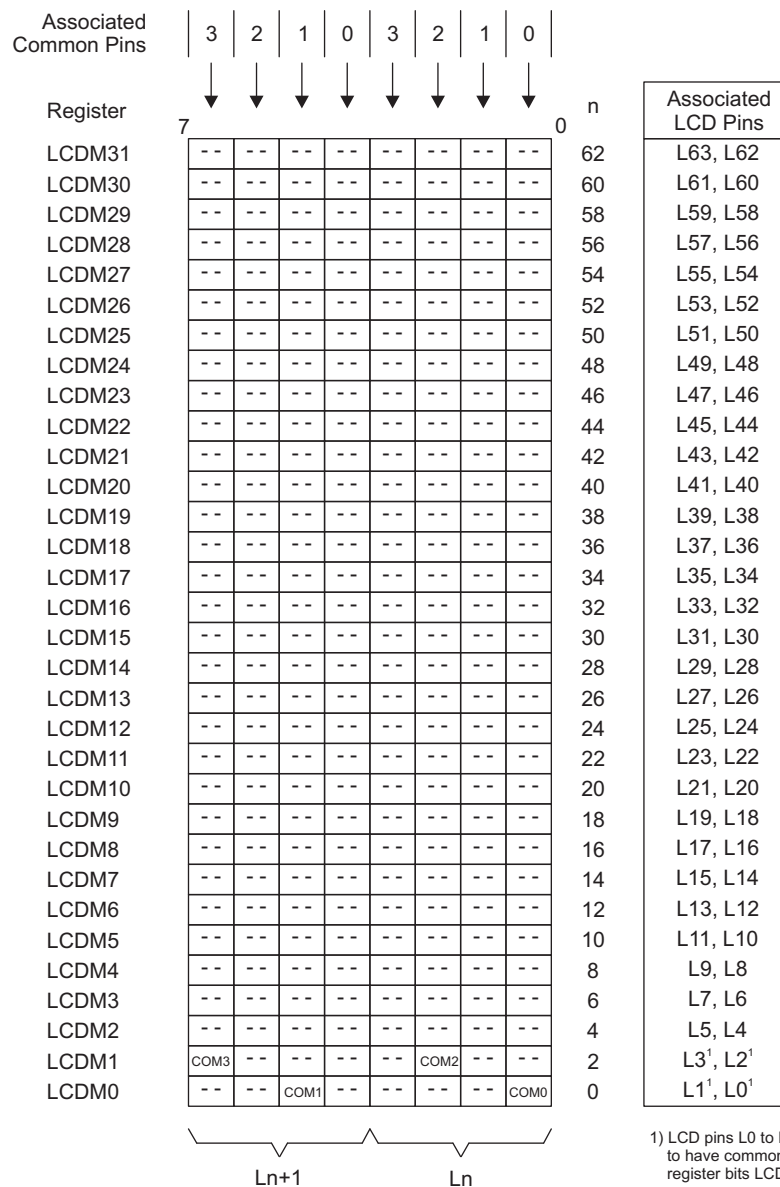 Associated
Common Pins 3 2 1 0 3 2 1 0
Register 7 0 n Associated
LCD Pins
LCDM31 -- -- -- -- -- -- -- -- 62 L63, L62
LCDM30 -- -- -- -- -- -- -- -- 60 L61, L60
LCDM29 -- -- -- -- -- -- -- -- 58 L59, L58
LCDM28 -- -- -- -- -- -- -- -- 56 L57, L56
LCDM27 -- -- -- -- -- -- -- -- 54 L55, L54
LCDM26 -- -- -- -- -- -- -- -- 52 L53, L52
LCDM25 -- -- -- -- -- -- -- -- 50 L51, L50
LCDM24 -- -- -- -- -- -- -- -- 48 L49, L48
LCDM23 -- -- -- -- -- -- -- -- 46 L47, L46
LCDM22 -- -- -- -- -- -- -- -- 44 L45, L44
LCDM21 -- -- -- -- -- -- -- -- 42 L43, L42
LCDM20 -- -- -- -- -- -- -- -- 40 L41, L40
LCDM19 -- -- -- -- -- -- -- -- 38 L39, L38
LCDM18 -- -- -- -- -- -- -- -- 36 L37, L36
LCDM17 -- -- -- -- -- -- -- -- 34 L35, L34
LCDM16 -- -- -- -- -- -- -- -- 32 L33, L32
LCDM15 -- -- -- -- -- -- -- -- 30 L31, L30
LCDM14 -- -- -- -- -- -- -- -- 28 L29, L28
LCDM13 -- -- -- -- -- -- -- -- 26 L27, L26
LCDM12 -- -- -- -- -- -- -- -- 24 L25, L24
LCDM11 -- -- -- -- -- -- -- -- 22 L23, L22
LCDM10 -- -- -- -- -- -- -- -- 20 L21, L20
LCDM9 -- -- -- -- -- -- -- -- 18 L19, L18
LCDM8 -- -- -- -- -- -- -- -- 16 L17, L16
LCDM7 -- -- -- -- -- -- -- -- 14 L15, L14
LCDM6 -- -- -- -- -- -- -- -- 12 L13, L12
LCDM5 -- -- -- -- -- -- -- -- 10 L11, L10
LCDM4 -- -- -- -- -- -- -- -- 8 L9, L8
LCDM3 -- -- -- -- -- -- -- -- 6 L7, L6
LCDM2 -- -- -- -- -- -- -- -- 4 L5, L4
LCDM1 COM3 -- -- -- -- COM2 -- -- 2 L3¹, L2¹
LCDM0 -- -- COM1 -- -- -- -- COM0 0 L1¹, L0¹
Ln+1 Ln
1) LCD pins L0 to
to have common
register bits